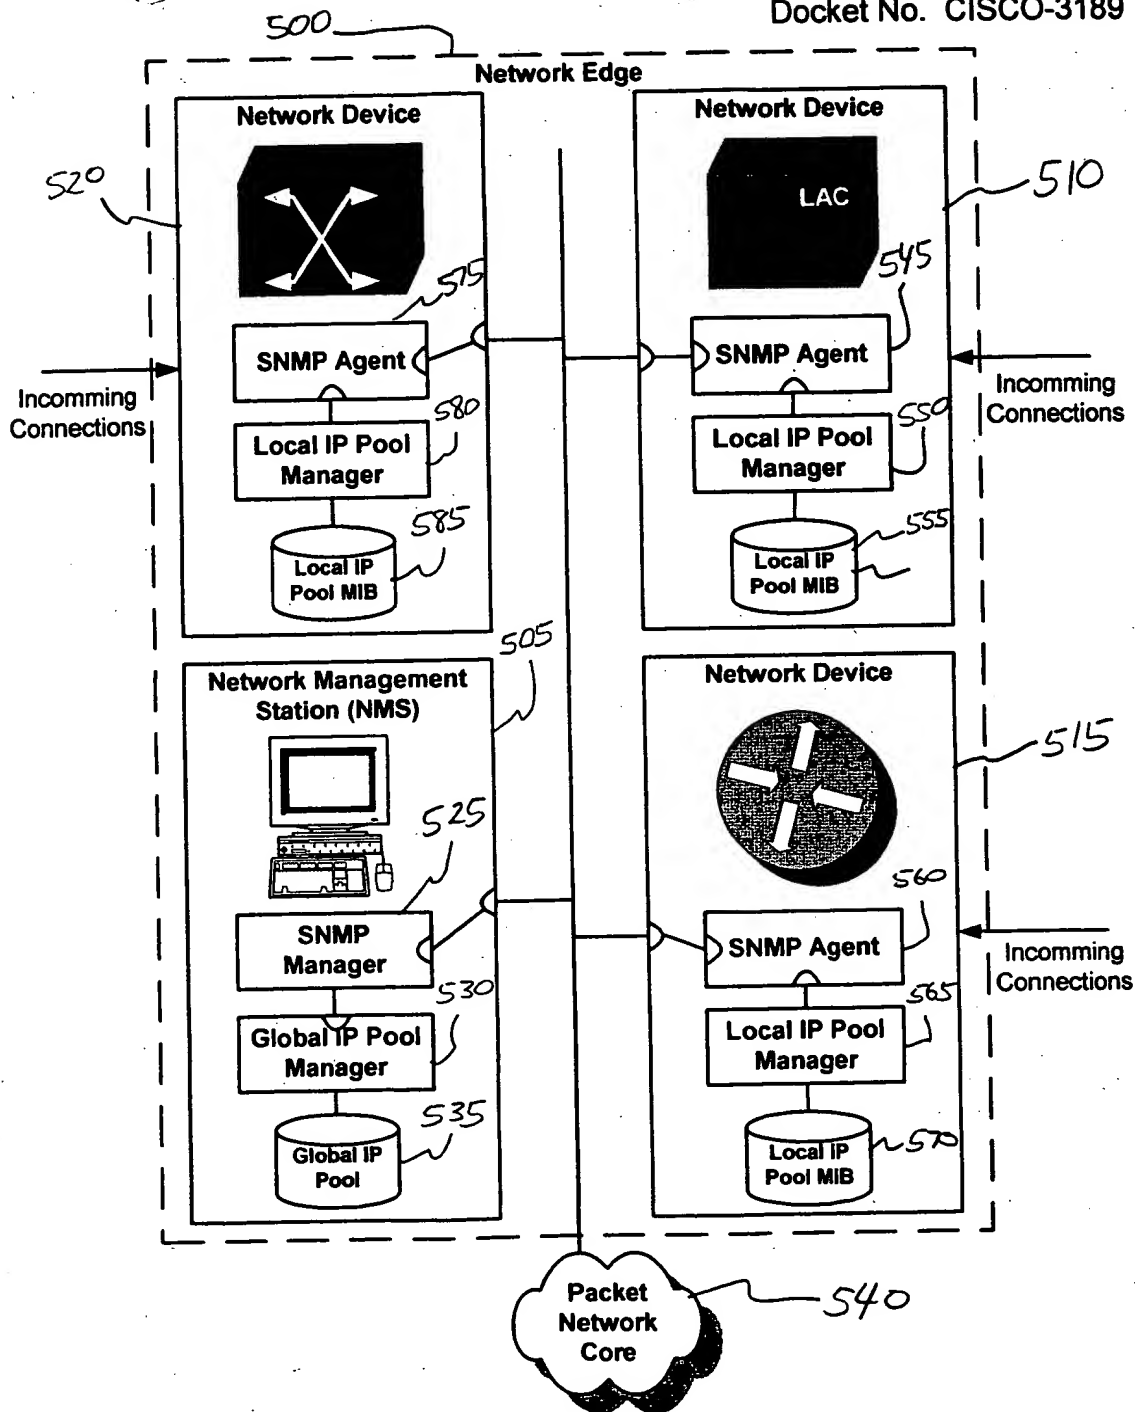 Docket No. CISCO-3189
500
Network Edge
Network Device
520
575
SNMP Agent
Incomming
Connections
580
Local IP Pool
Manager
585
Local IP
Pool MIB
Network Device
LAC
510
545
SNMP Agent
Incomming
Connections
550
Local IP Pool
Manager
555
Local IP
Pool MIB
505
Network Management
Station (NMS)
525
SNMP
Manager
530
Global IP Pool
Manager
535
Global IP
Pool
Network Device
515
560
SNMP Agent
Incomming
Connections
565
Local IP Pool
Manager
570
Local IP
Pool MIB
Packet
Network
Core
540